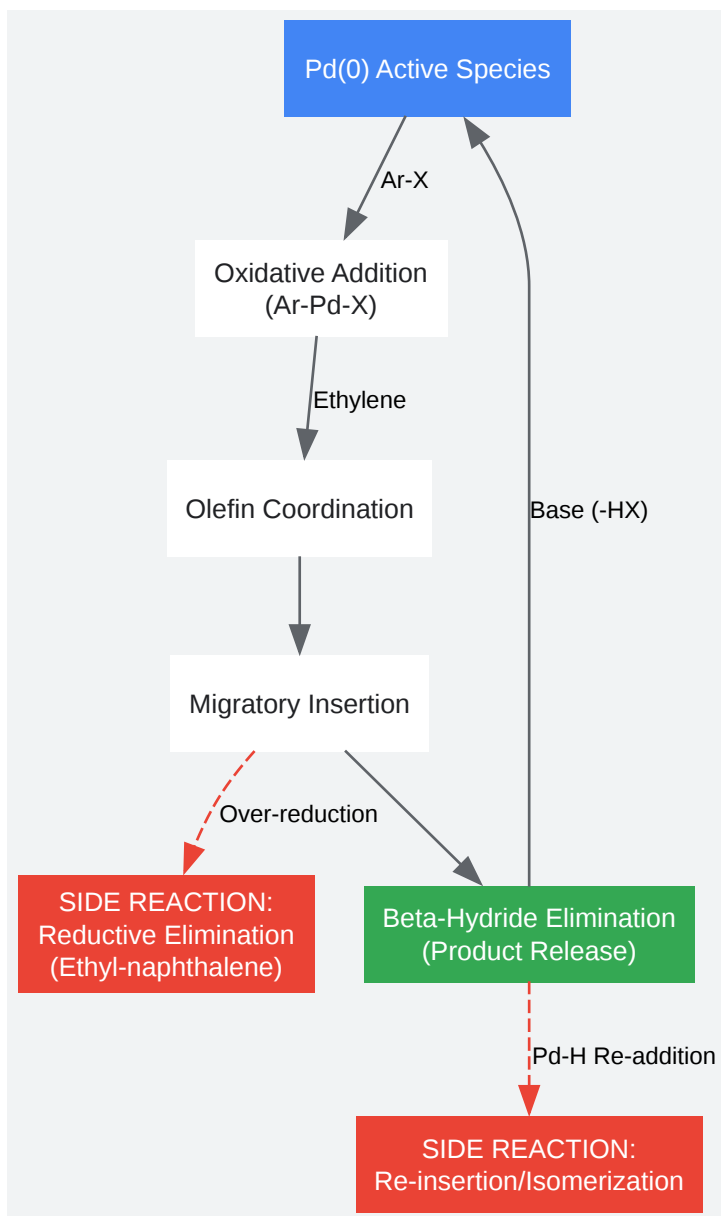 Pd(0) Active Species
Ar-X
Oxidative Addition
(Ar-Pd-X)
Ethylene
Olefin Coordination
Base (-HX)
Migratory Insertion
Over-reduction
SIDE REACTION:
Reductive Elimination
(Ethyl-naphthalene)
Beta-Hydride Elimination
(Product Release)
Pd-H Re-addition
SIDE REACTION:
Re-insertion/Isomerization